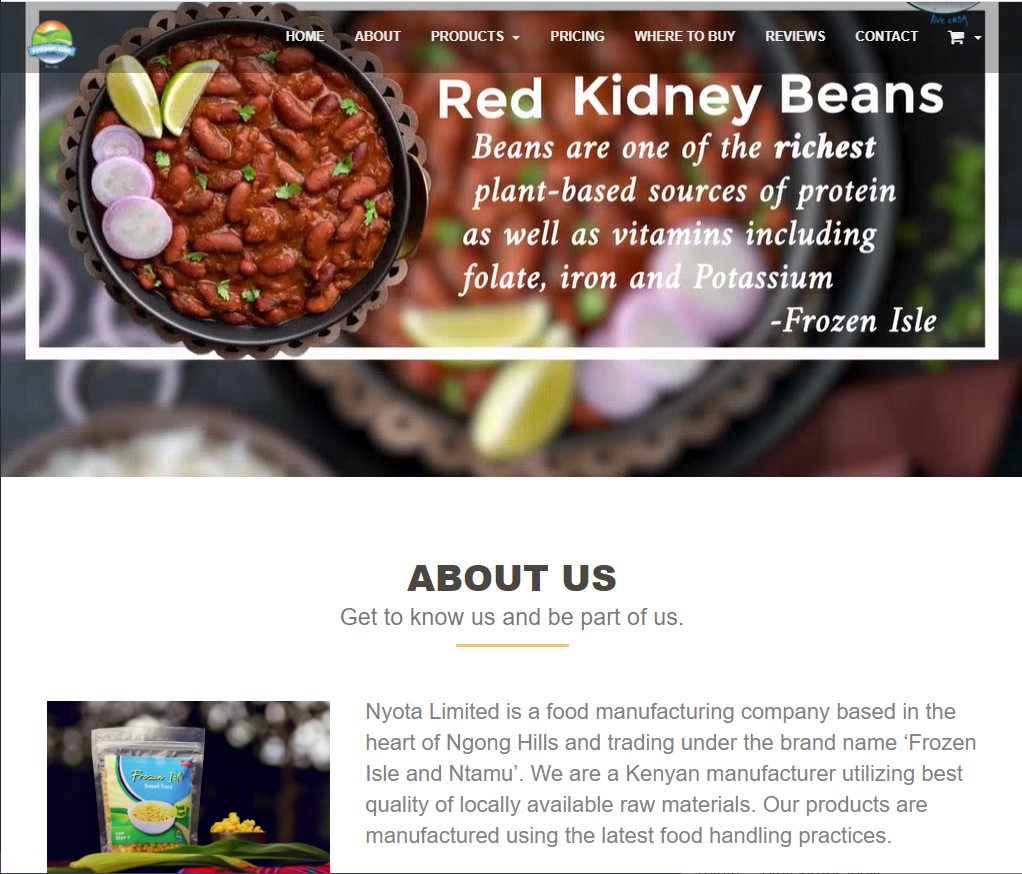 live easy
HOME ABOUT PRODUCTS PRICING WHERE TO BUY REVIEWS CONTACT
Red Kidney Beans
Beans are one of the richest
plant-based sources of protein
as well as vitamins including
folate, iron and Potassium
-Frozen Isle
ABOUT US
Get to know us and be part of us.
Nyota Limited is a food manufacturing company based in the
heart of Ngong Hills and trading under the brand name ‘Frozen
Isle and Ntamu’. We are a Kenyan manufacturer utilizing best
quality of locally available raw materials. Our products are
manufactured using the latest food handling practices.
Frozen Isle
Sweet Corn